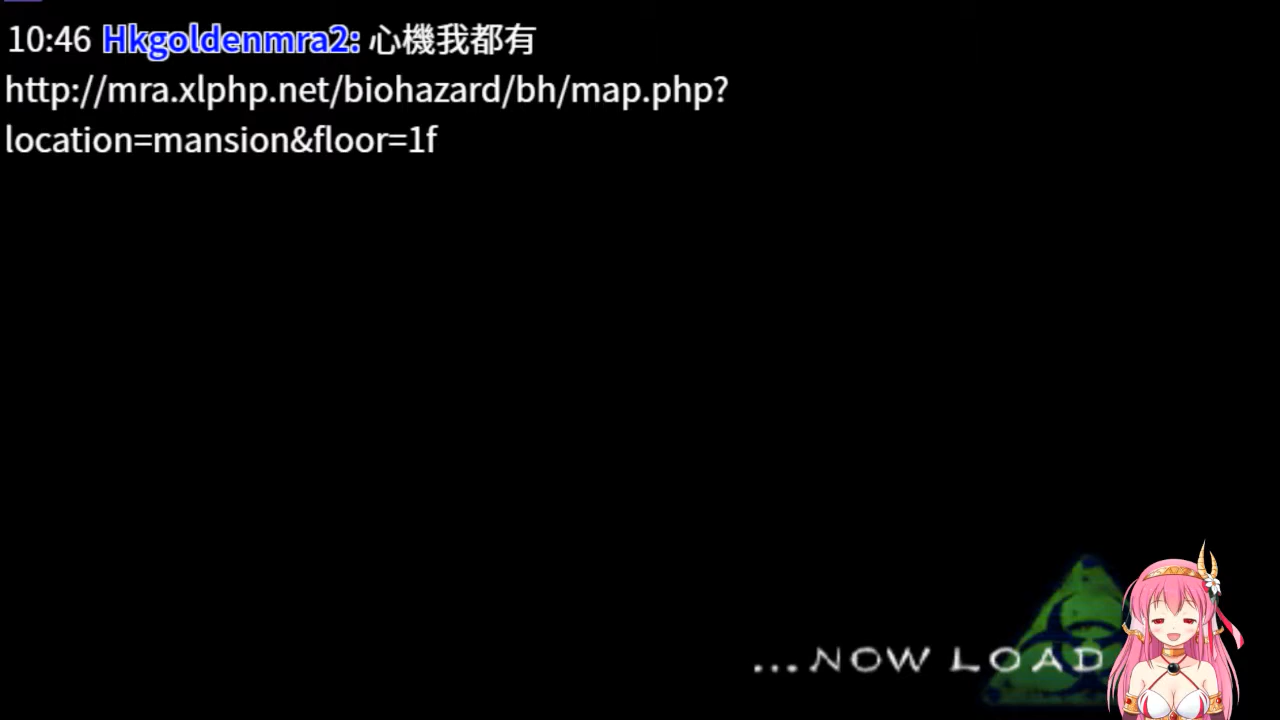 10:46 Hkgoldenmra2: 心機我都有
http://mra.xlphp.net/biohazard/bh/map.php?
location=mansion&floor=1f
...NOW LOAD